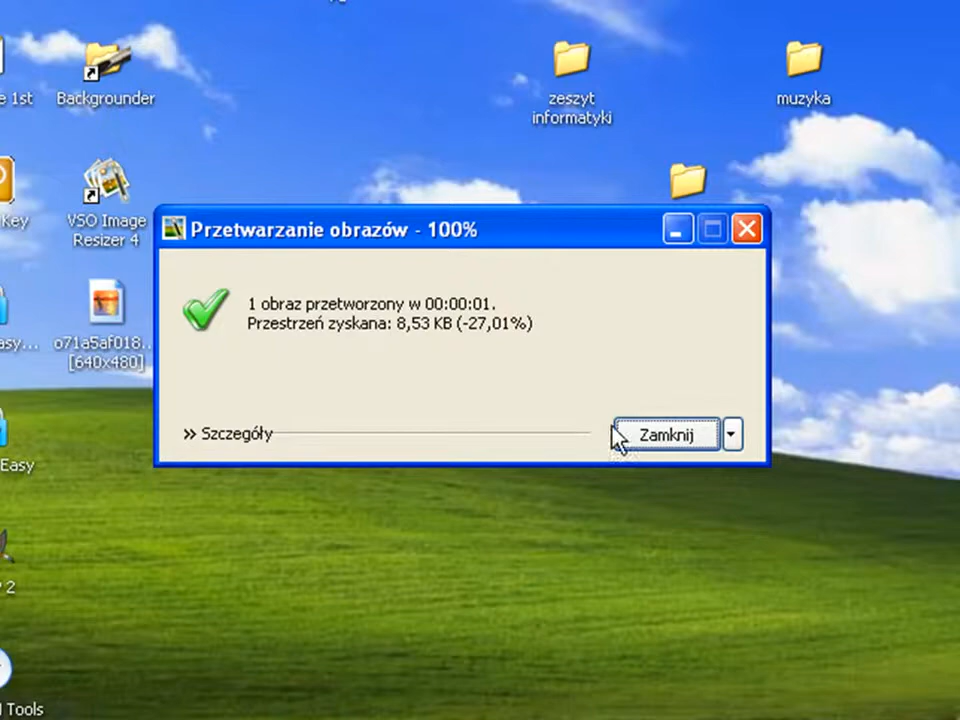 e 1st
Backgrounder
zeszyt
informatyki
muzyka
Key
VSO Image
Resizer 4
Przetwarzanie obrazów - 100%
1 obraz przetworzony w 00:00:01.
Przestrzeń zyskana: 8,53 KB (-27,01%)
asy...
o71a5af018...
[640x480]
>> Szczegóły
Zamknij
Easy
2
Tools